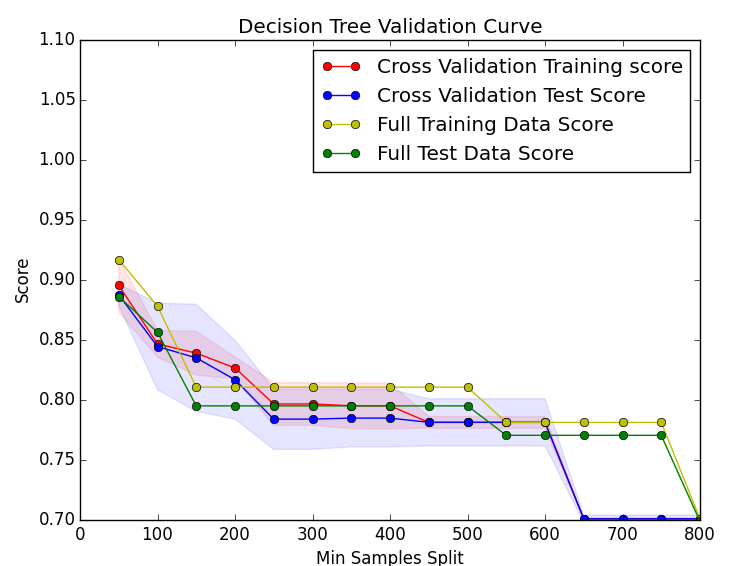 Decision Tree Validation Curve
1.10
1.05
1.00
0.95
0.90
0.85
0.80
0.75
0.70
Score
Cross Validation Training score
Cross Validation Test Score
Full Training Data Score
Full Test Data Score
0 100 200 300 400 500 600 700 800
Min Samples Split